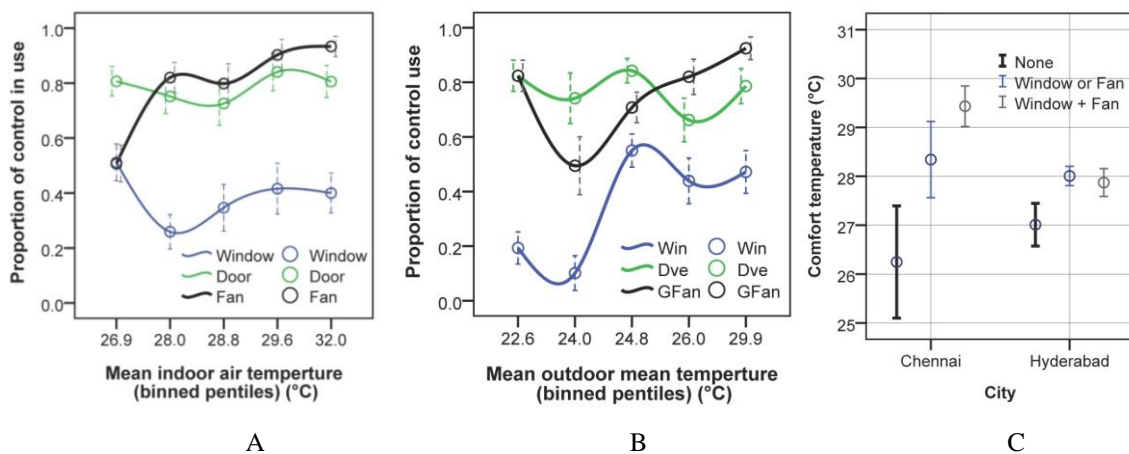 Proportion of control in use
1.0
0.8
0.6
0.4
0.2
0.0
Window Window
Door Door
Fan Fan
26.9 28.0 28.8 29.6 32.0
Mean indoor air temperture
(binned pentiles) (°C)
A
Proportion of control use
1.0
0.8
0.6
0.4
0.2
0.0
Win Win
Dve Dve
GFan GFan
22.6 24.0 24.8 26.0 29.9
Mean outdoor mean temperture
(binned pentiles) (°C)
B
Comfort temperature (°C)
31
29
28
27
26
25
None
Window or Fan
Window + Fan
Chennai Hyderabad
City
C